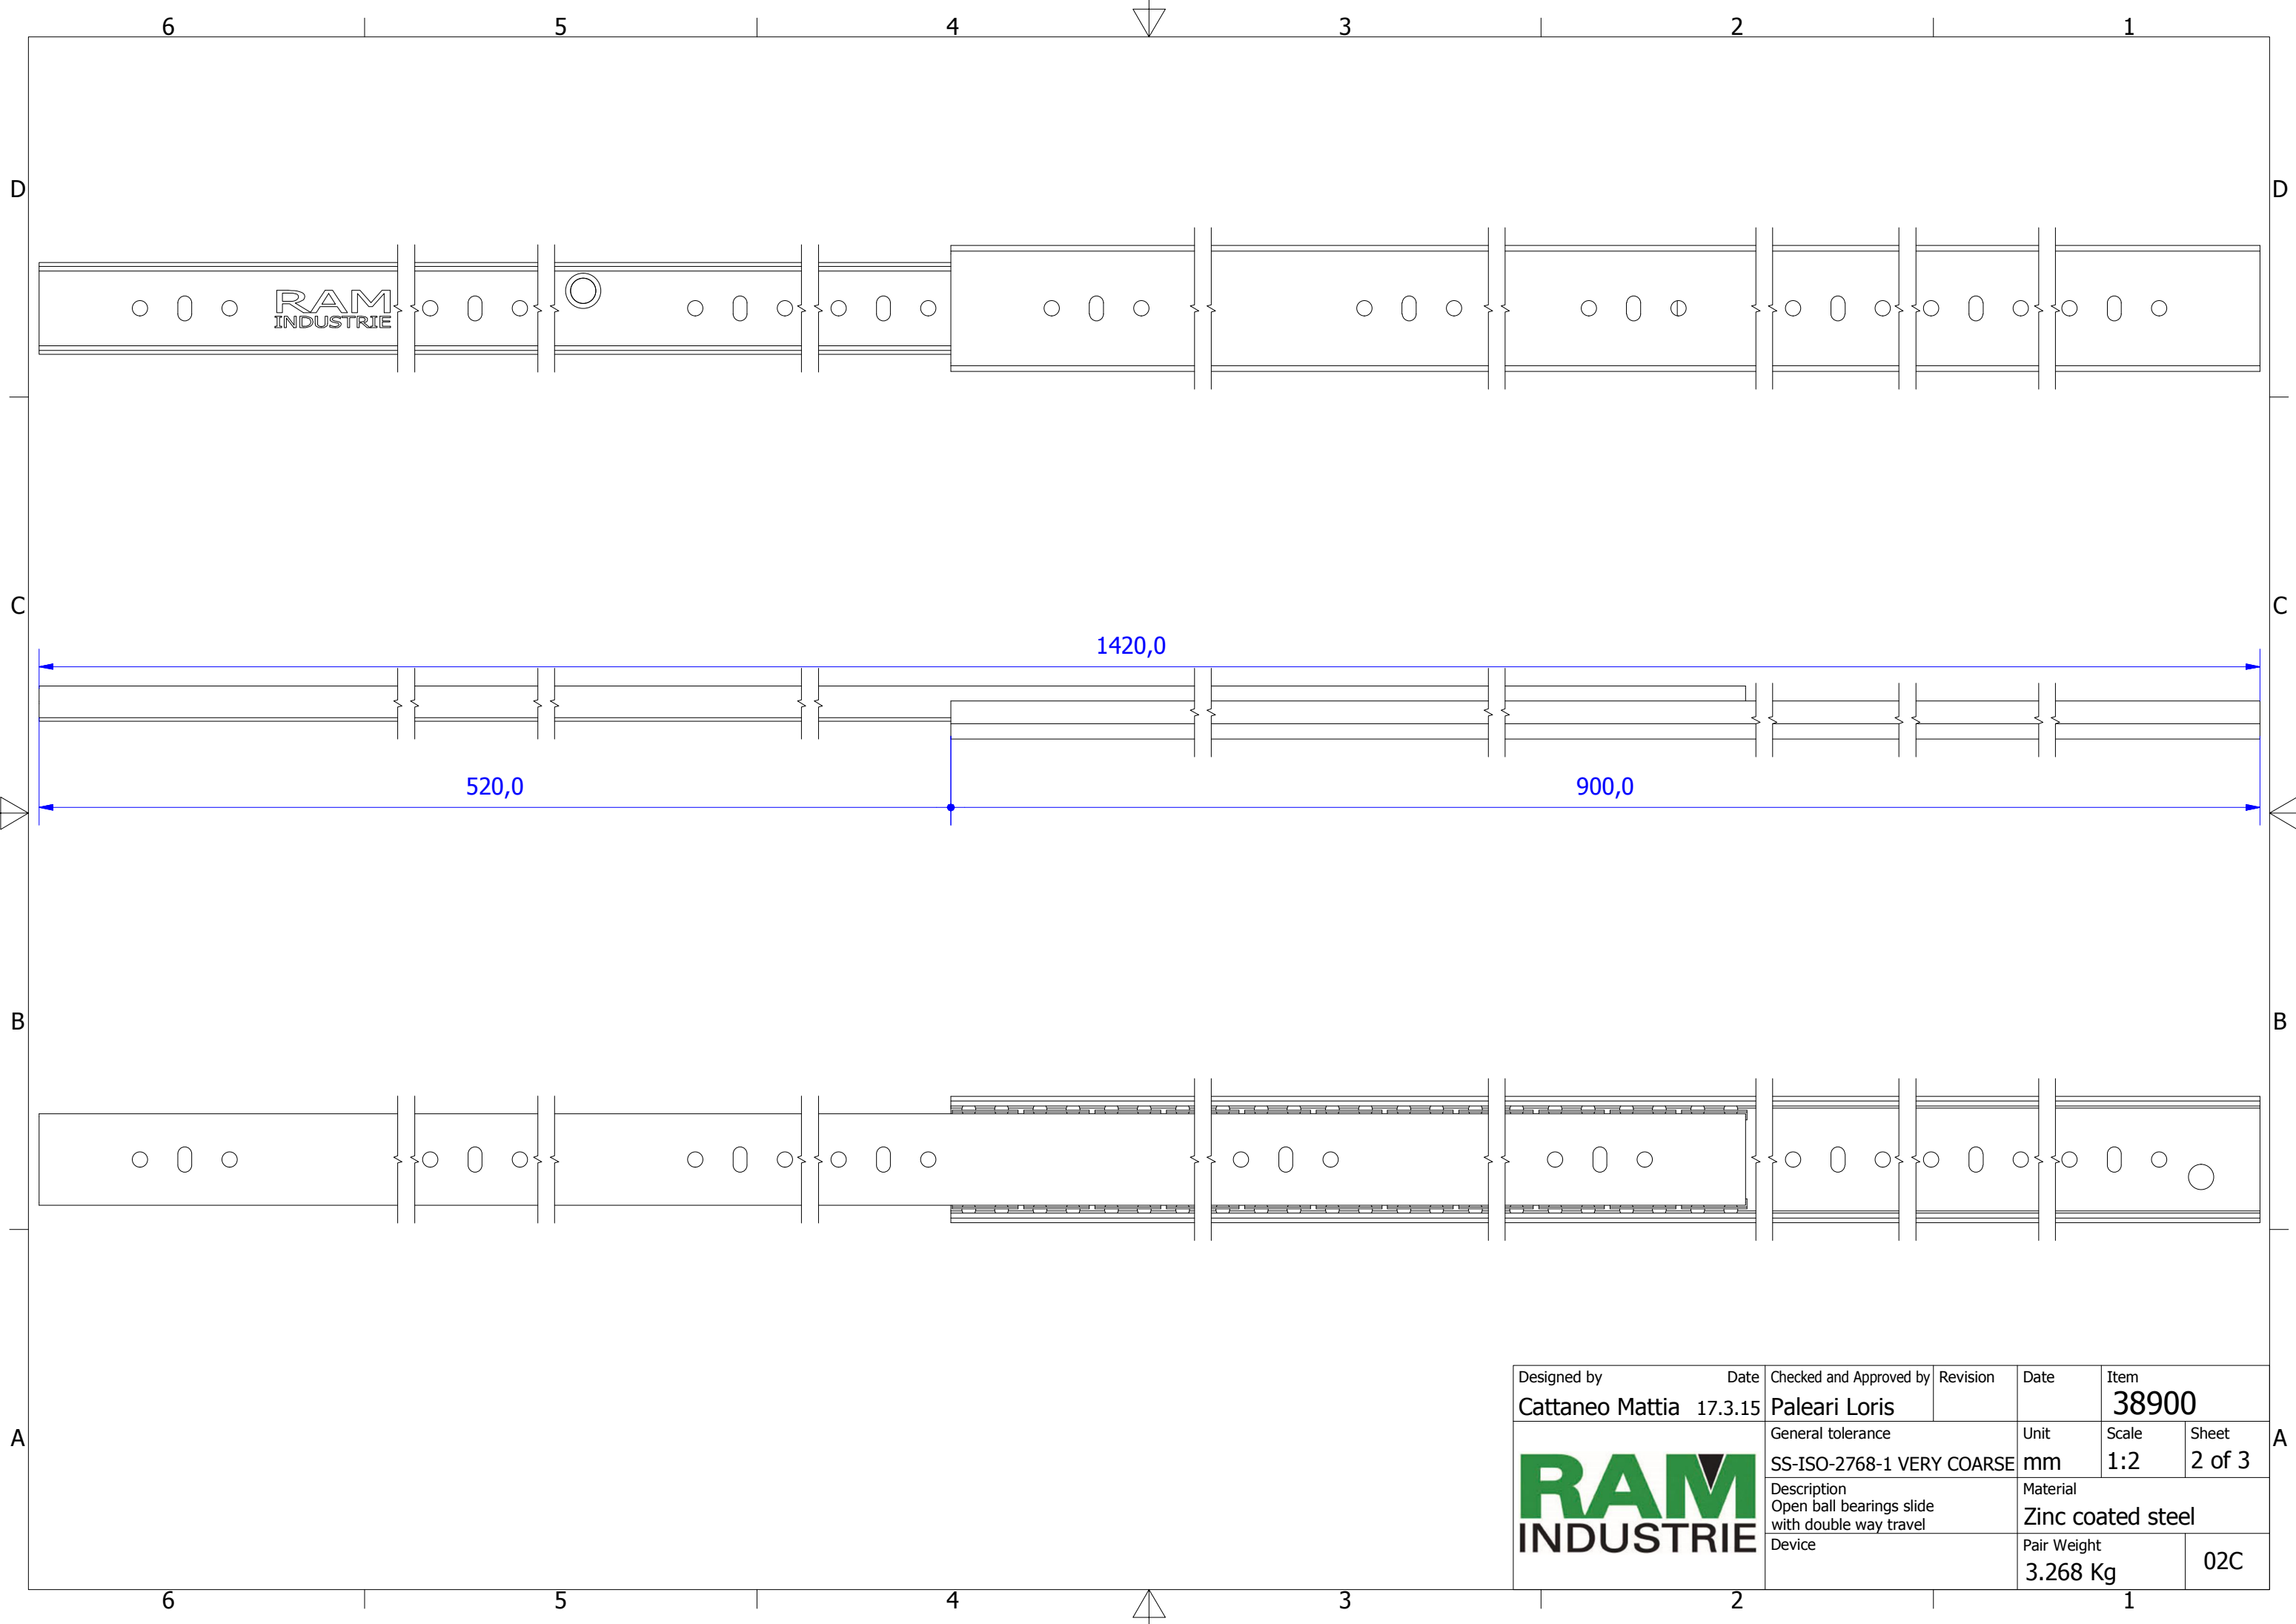 6 5 4 3 2 1
D D
RAM
INDUSTRIE
C C
1420,0
520,0 900,0
B B
Designed by Date Checked and Approved by Revision Date Item
Cattaneo Mattia 17.3.15 Paleari Loris 38900
General tolerance Unit Scale Sheet
A SS-ISO-2768-1 VERY COARSE mm 1:2 2 of 3 A
RAM
INDUSTRIE
Description Material
Open ball bearings slide
with double way travel
Zinc coated steel
Device Pair Weight
3.268 Kg 02C
6 5 4 3 2 1